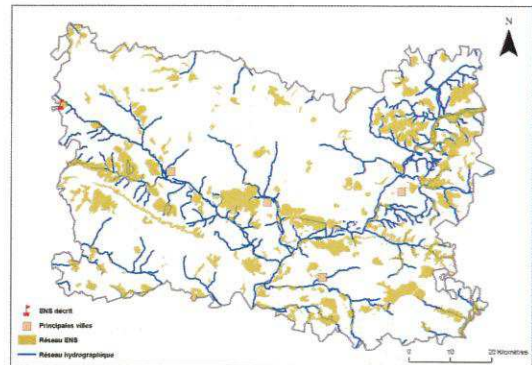 N
ENS décrit
Principales villes
Réseau ENS
Réseau hydrographique
0
10
20 Kilomètres